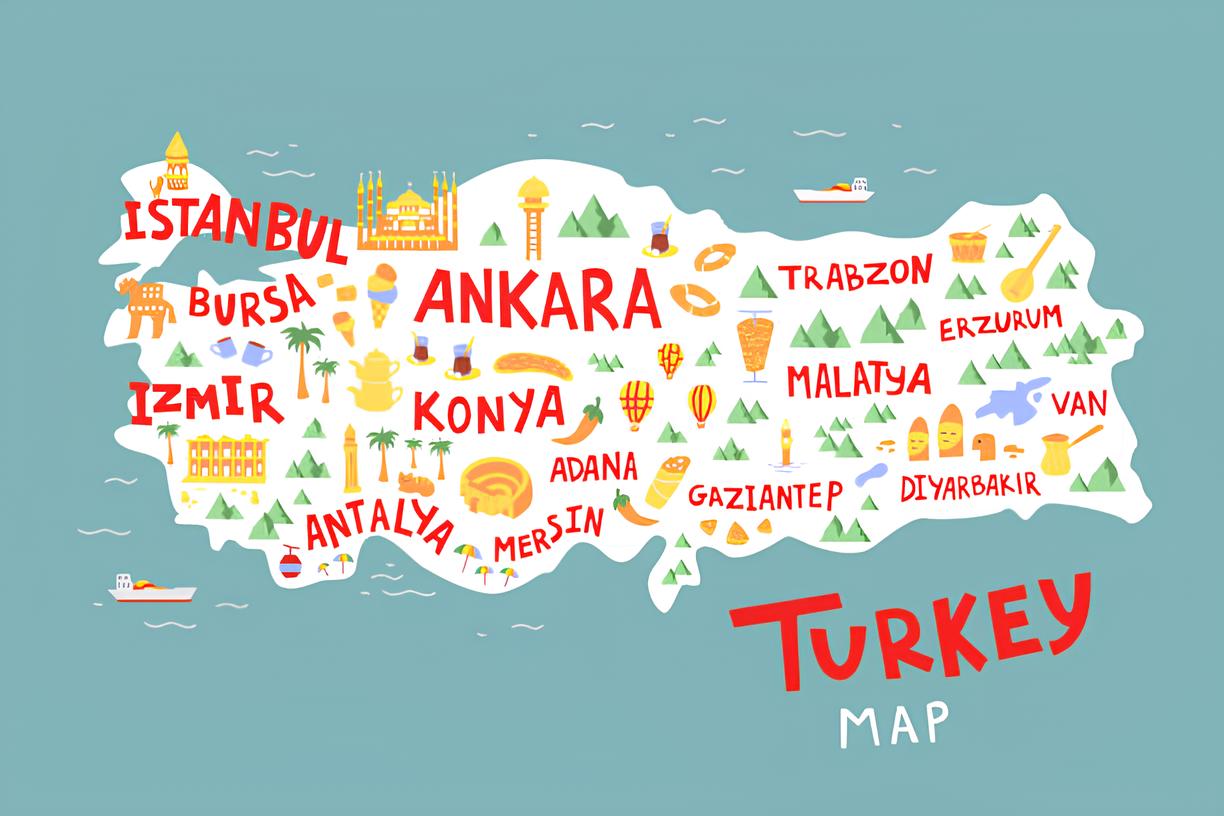 ISTANBUL
BURSA
ANKARA
TRABZON
ERZURUM
IZMIR
KONYA
MALATYA
VAN
ADANA
GAZIANTEP
DIYARBAKIR
ANTALYA
MERSIN
TURKEY
MAP